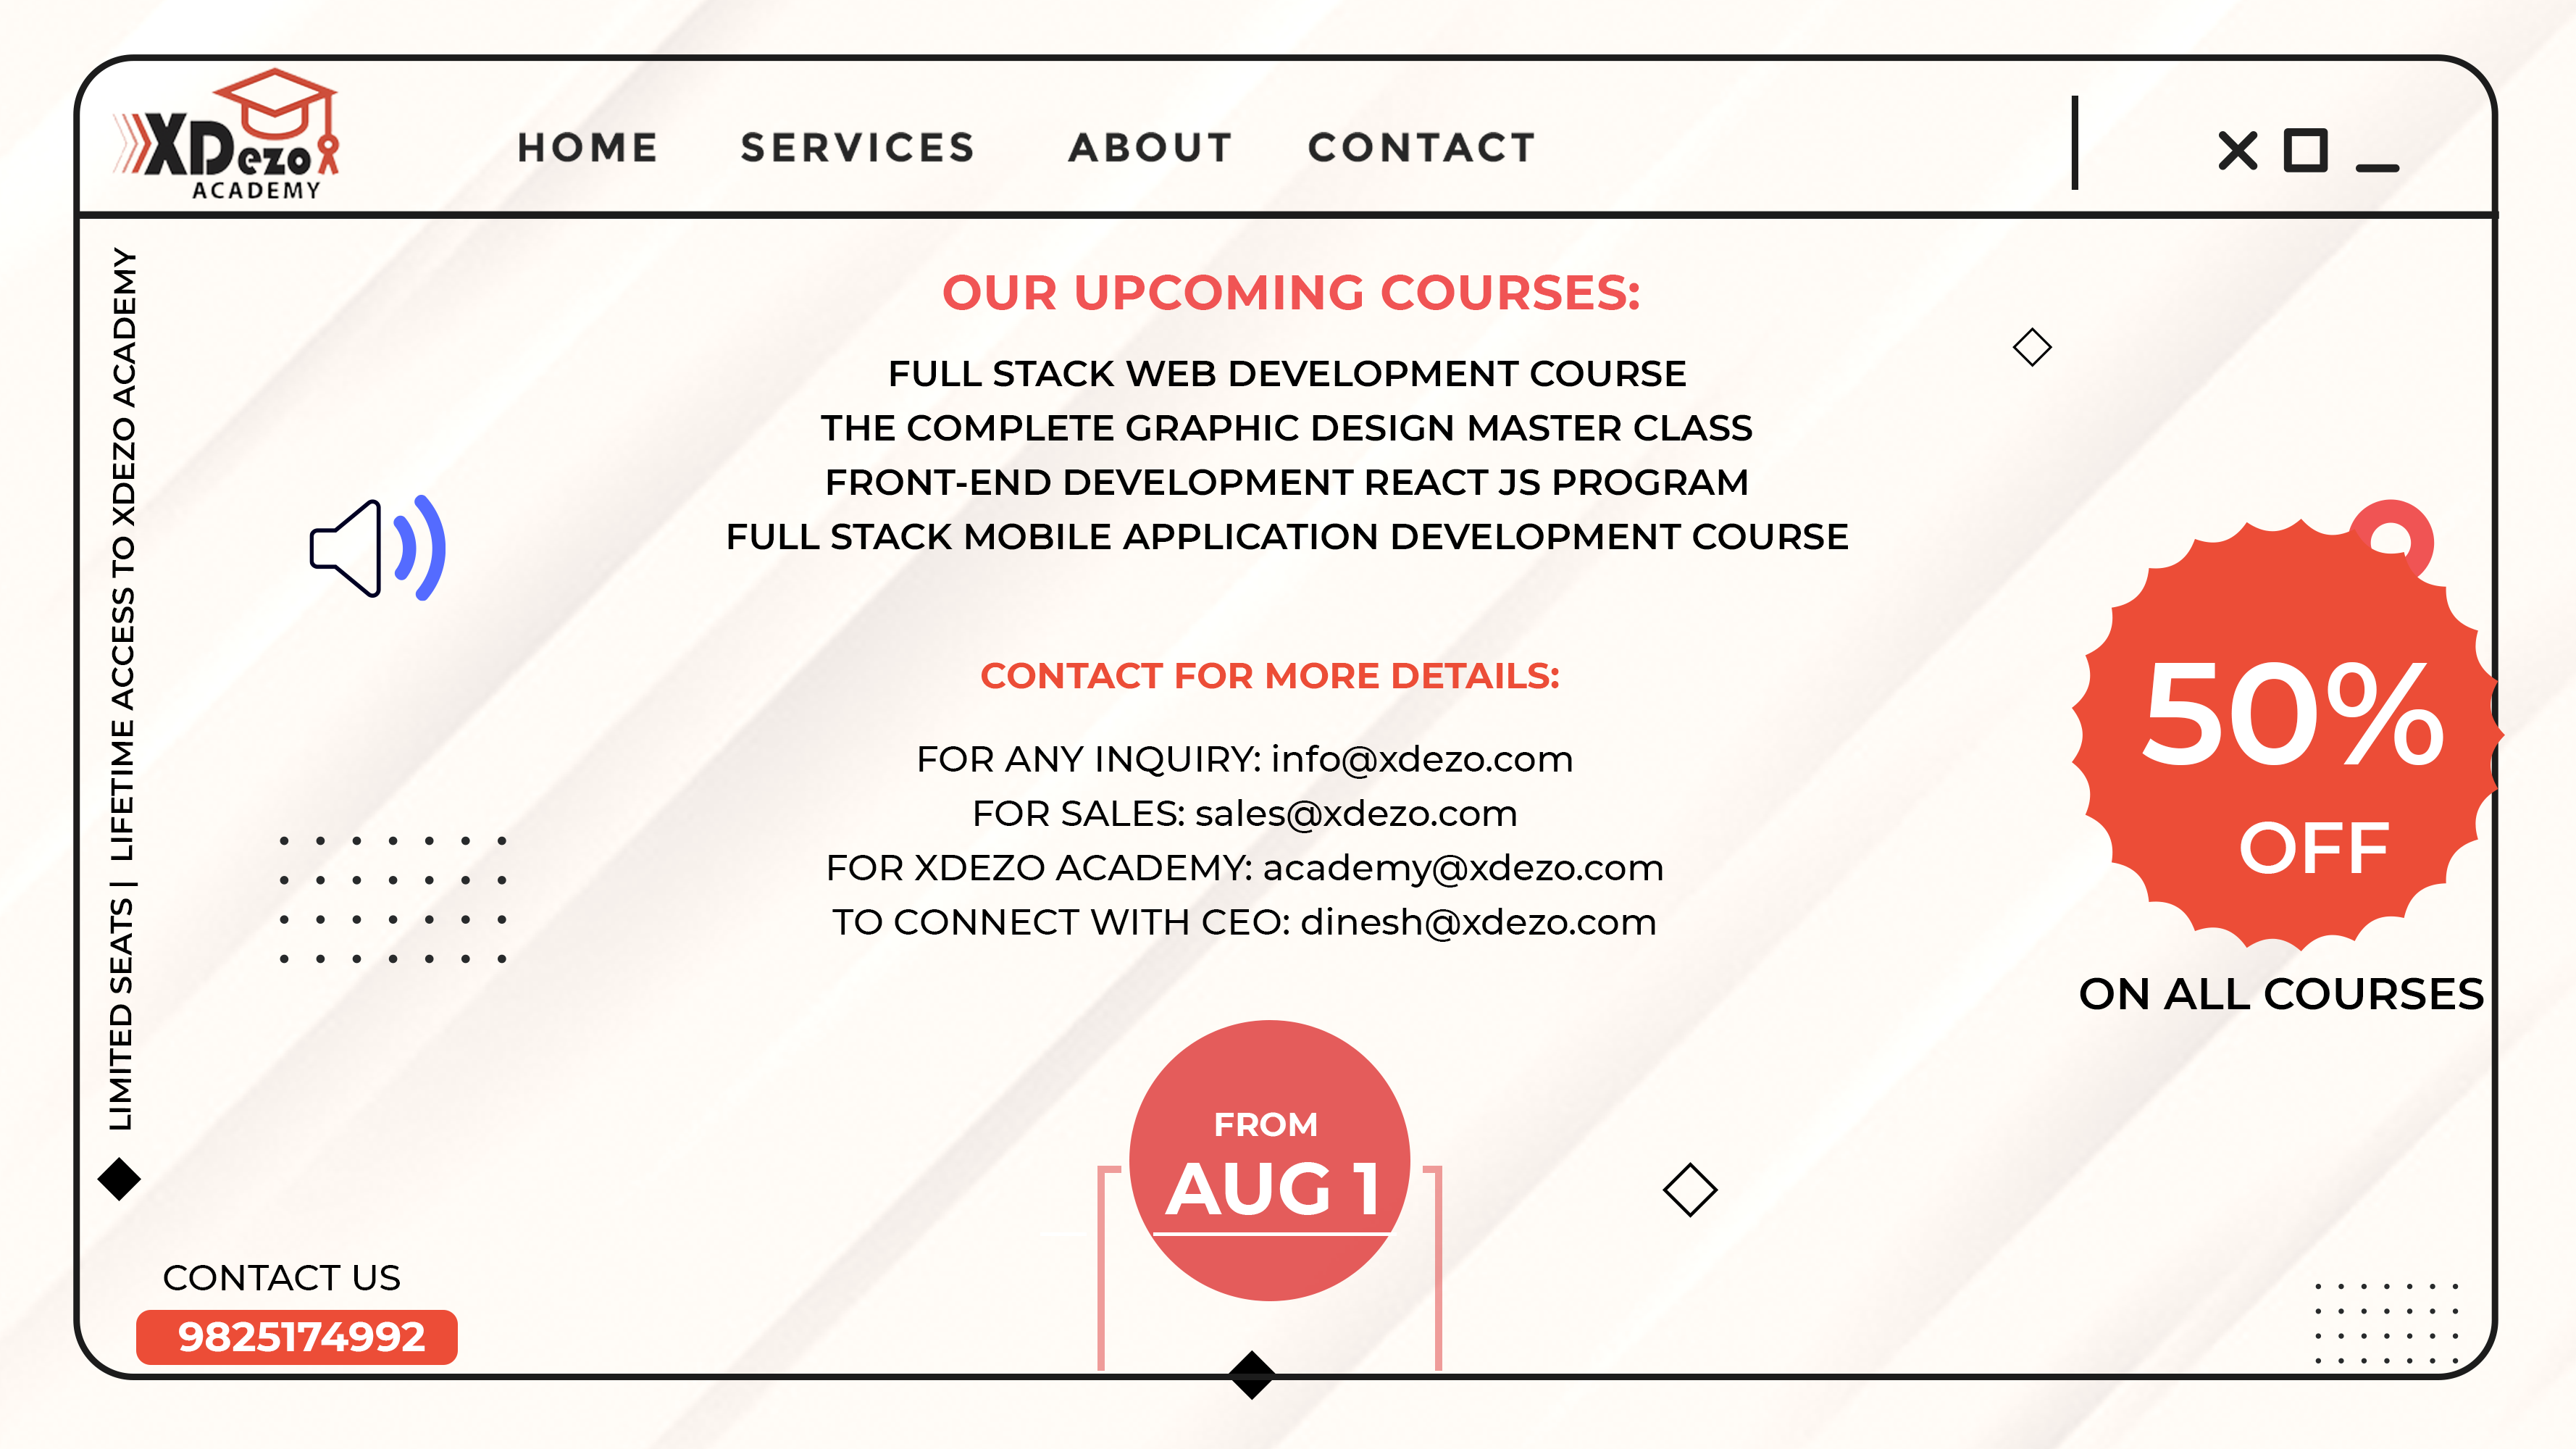 XDezo
ACADEMY
HOME SERVICES ABOUT CONTACT
LIMITED SEATS | LIFETIME ACCESS TO XDEZO ACADEMY
OUR UPCOMING COURSES:
FULL STACK WEB DEVELOPMENT COURSE
THE COMPLETE GRAPHIC DESIGN MASTER CLASS
FRONT-END DEVELOPMENT REACT JS PROGRAM
FULL STACK MOBILE APPLICATION DEVELOPMENT COURSE
CONTACT FOR MORE DETAILS:
FOR ANY INQUIRY: info@xdezo.com
FOR SALES: sales@xdezo.com
FOR XDEZO ACADEMY: academy@xdezo.com
TO CONNECT WITH CEO: dinesh@xdezo.com
50%
OFF
ON ALL COURSES
FROM
AUG 1
CONTACT US
9825174992